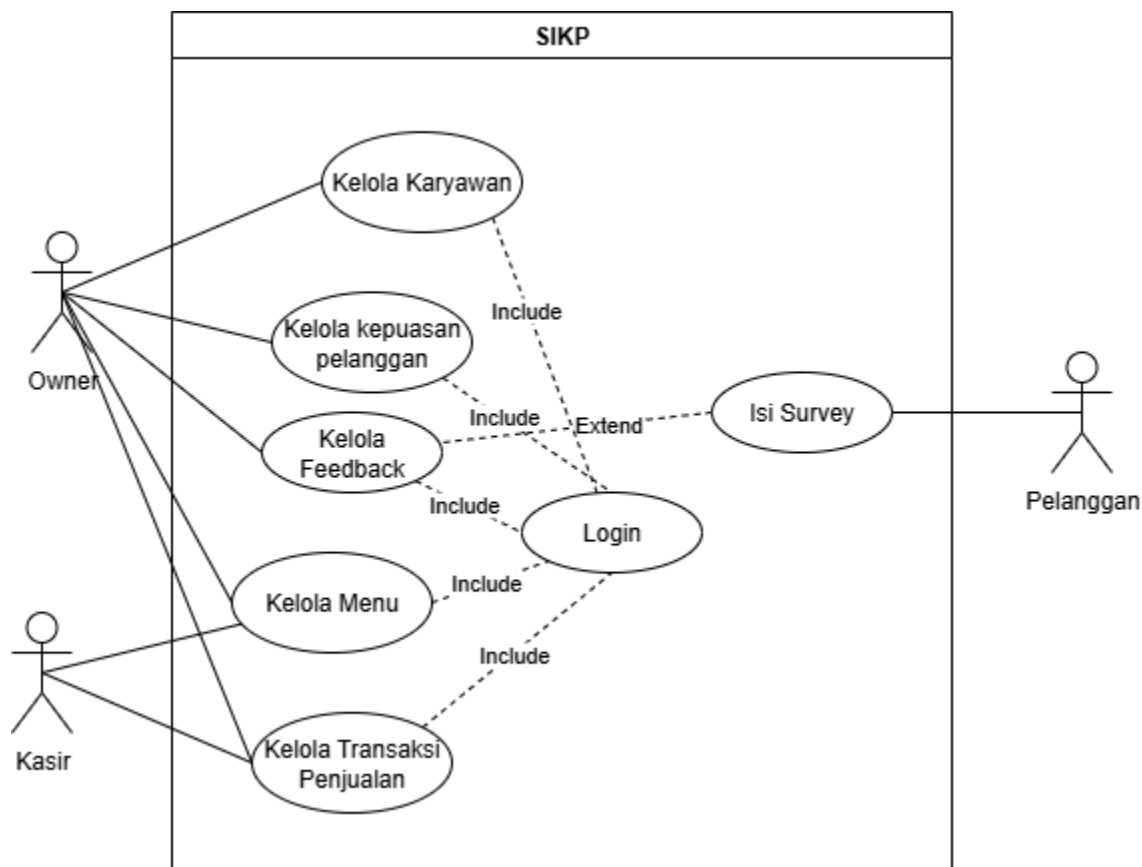 SIKP
Kelola Karyawan
Include
Owner
Kelola kepuasan
pelanggan
Include
Extend
Isi Survey
Kelola
Feedback
Pelanggan
Include
Login
Include
Kelola Menu
Include
Kasir
Kelola Transaksi
Penjualan